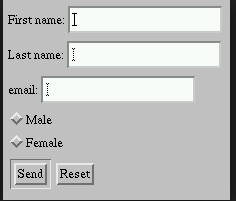 First name:
Last name:
email:
Male
Female
Send Reset